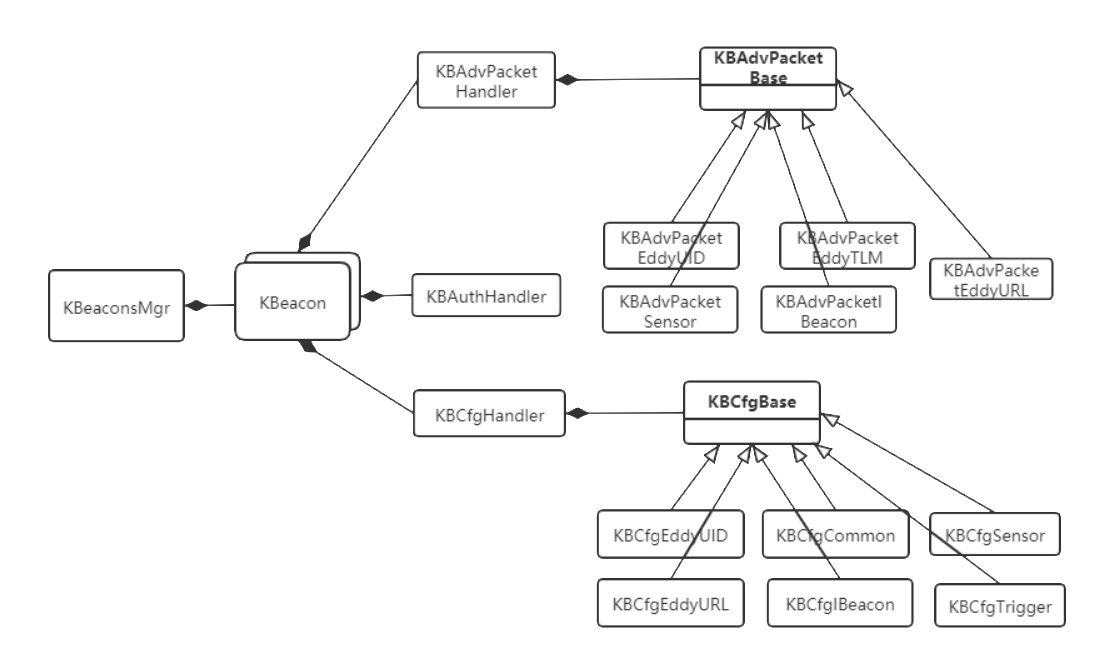 KBAdvPacket
Handler
KBAdvPacket
Base
KBAdvPacket
EddyUID
KBAdvPacket
EddyTLM
KBAdvPacke
tEddyURL
KBAdvPacket
Sensor
KBAdvPacketI
Beacon
KBeaconsMgr
KBeacon
KBAuthHandler
KBCfgHandler
KBCfgBase
KBCfgEddyUID
KBCfgCommon
KBCfgSensor
KBCfgEddyURL
KBCfgIBeacon
KBCfgTrigger